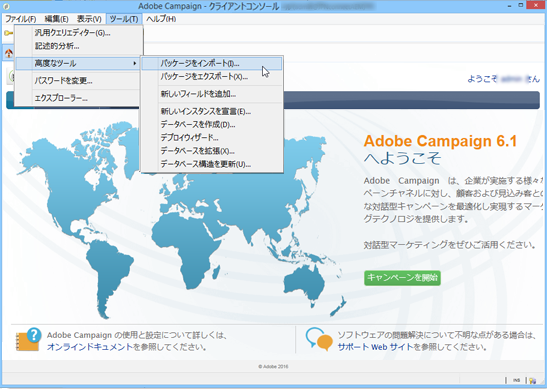 Adobe Campaign - クライアントコンソール
ファイル(F) 編集(E) 表示(V) ツール(T) ヘルプ(H)
汎用クエリエディター(G)...
記述的分析...
高度なツール
パスワードを変更...
エクスプローラー...
パッケージをインポート(I)...
パッケージをエクスポート(X)...
新しいフィールドを追加...
新しいインスタンスを宣言(E)...
データベースを作成(D)...
デプロイウィザード...
データベースを拡張(X)...
データベース構造を更新(U)...
ようこそ さん
Adobe Campaign 6.1
へようこそ
Adobe Campaign は、企業が実施する様々な
ペーンチャネルに対し、顧客および見込み客との
な対話型キャンペーンを最適化し実現するマーケ
グテクノロジを提供します。
対話型マーケティングをぜひご活用ください。
キャンペーンを開始
Adobe Campaign の使用と設定について詳しくは、
オンラインドキュメントを参照してください。
ソフトウェアの問題解決について不明な点がある場合は、
サポート Web サイトを参照してください。
© Adobe 2016
INS